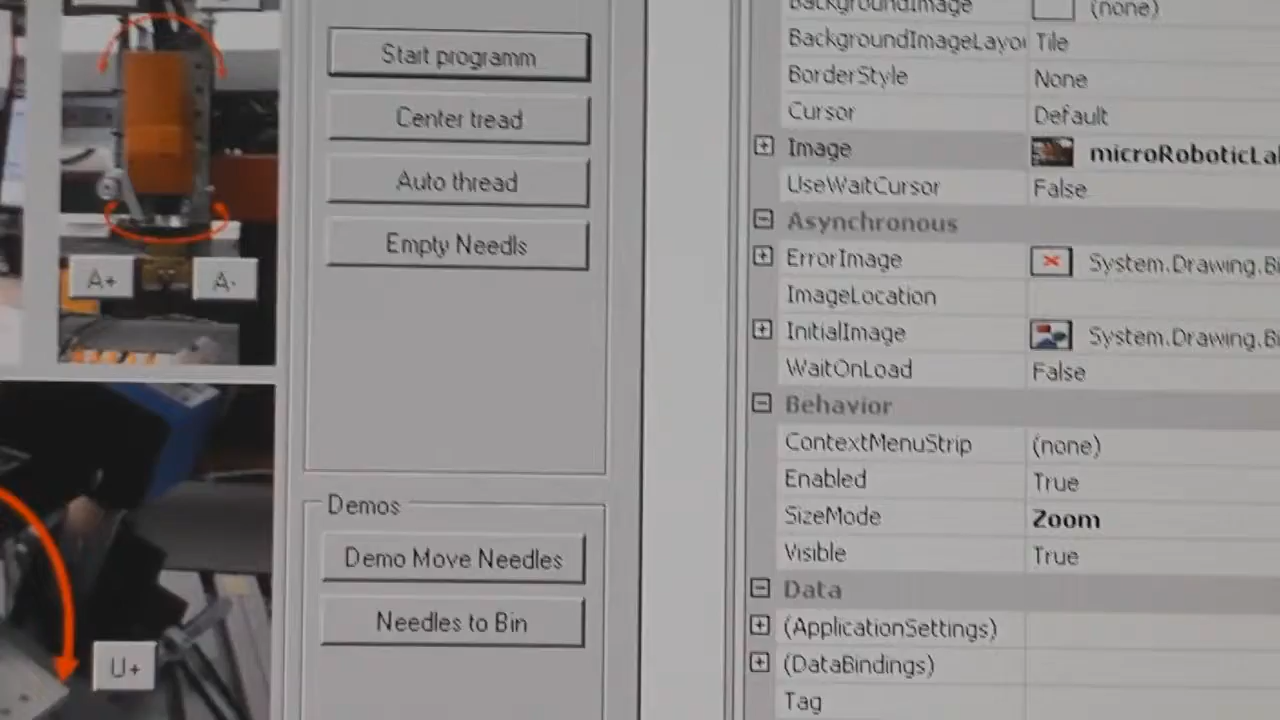 Start programm
Center tread
Auto thread
Empty Needls
A+
A-
Demos
Demo Move Needles
Needles to Bin
U+
BackgroundImage (none)
BackgroundImageLayou Tile
BorderStyle None
Cursor Default
Image microRoboticLa
UseWaitCursor False
Asynchronous
ErrorImage System.Drawing.Bi
ImageLocation
InitialImage System.Drawing.Bi
WaitOnLoad False
Behavior
ContextMenuStrip (none)
Enabled True
SizeMode Zoom
Visible True
Data
(ApplicationSettings)
(DataBindings)
Tag